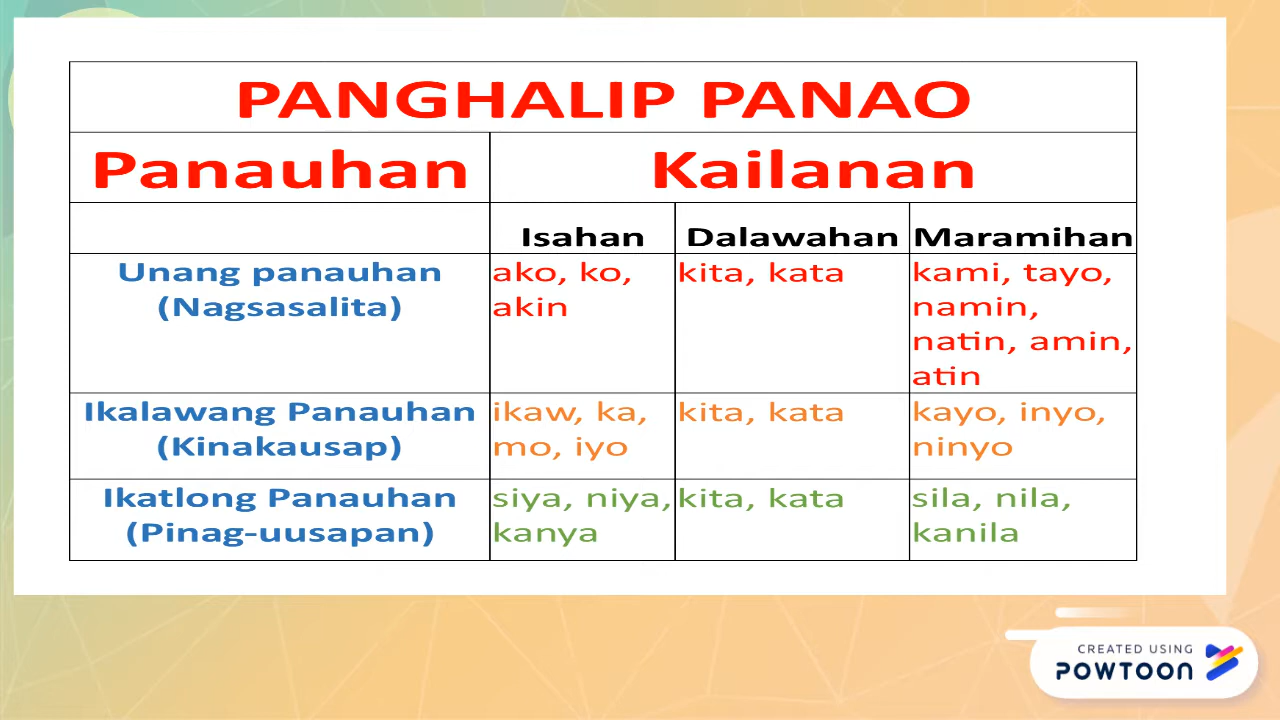 PANGHALIP PANAO
Panauhan Kailanan
Isahan Dalawahan Maramihan
Unang panauhan ako, ko, kita, kata kami, tayo,
(Nagsasalita) akin namin,
natin, amin,
atin
Ikalawang Panauhan ikaw, ka, kita, kata kayo, inyo,
(Kinakausap) mo, iyo ninyo
Ikatlong Panauhan siya, niya, kita, kata sila, nila,
(Pinag-uusapan) kanya kanila
CREATED USING
POWTOON